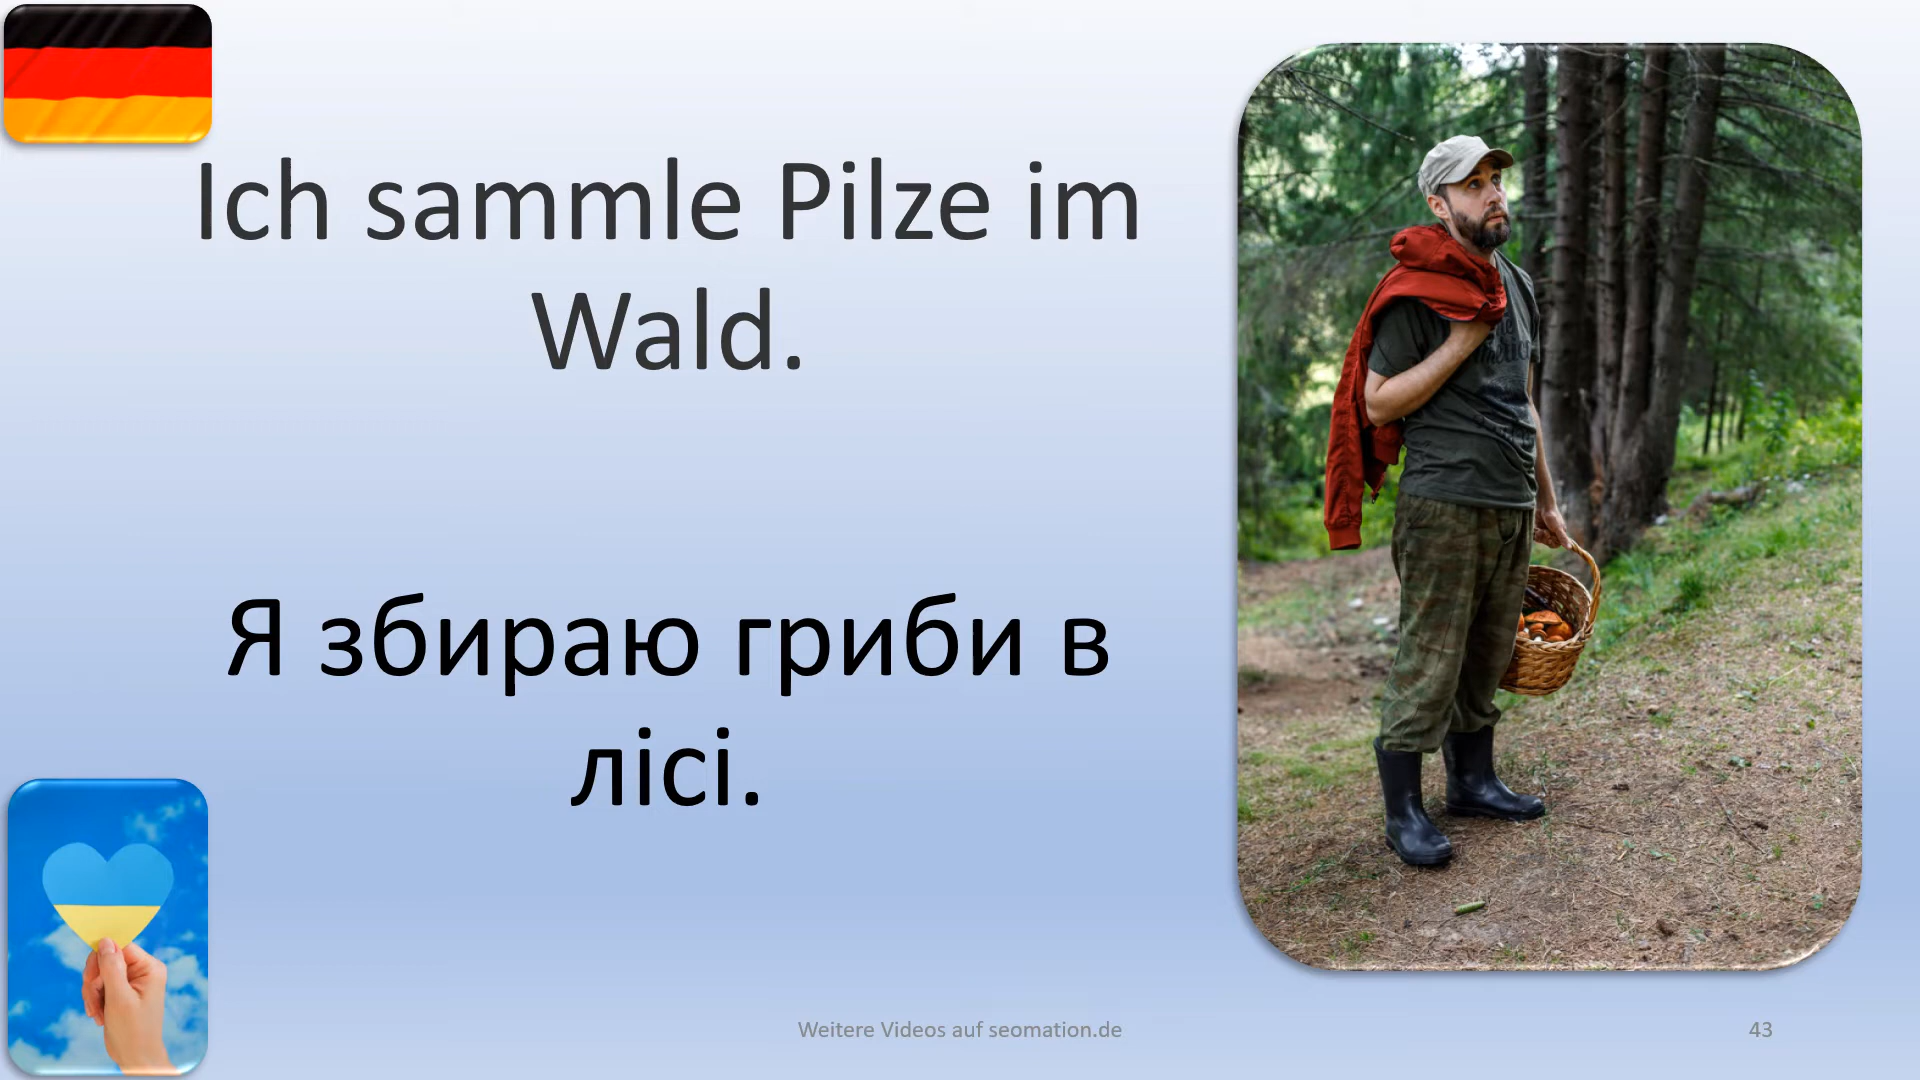 Ich sammle Pilze im
Wald.
Я збираю гриби в
лісі.
Weitere Videos auf seomation.de
43